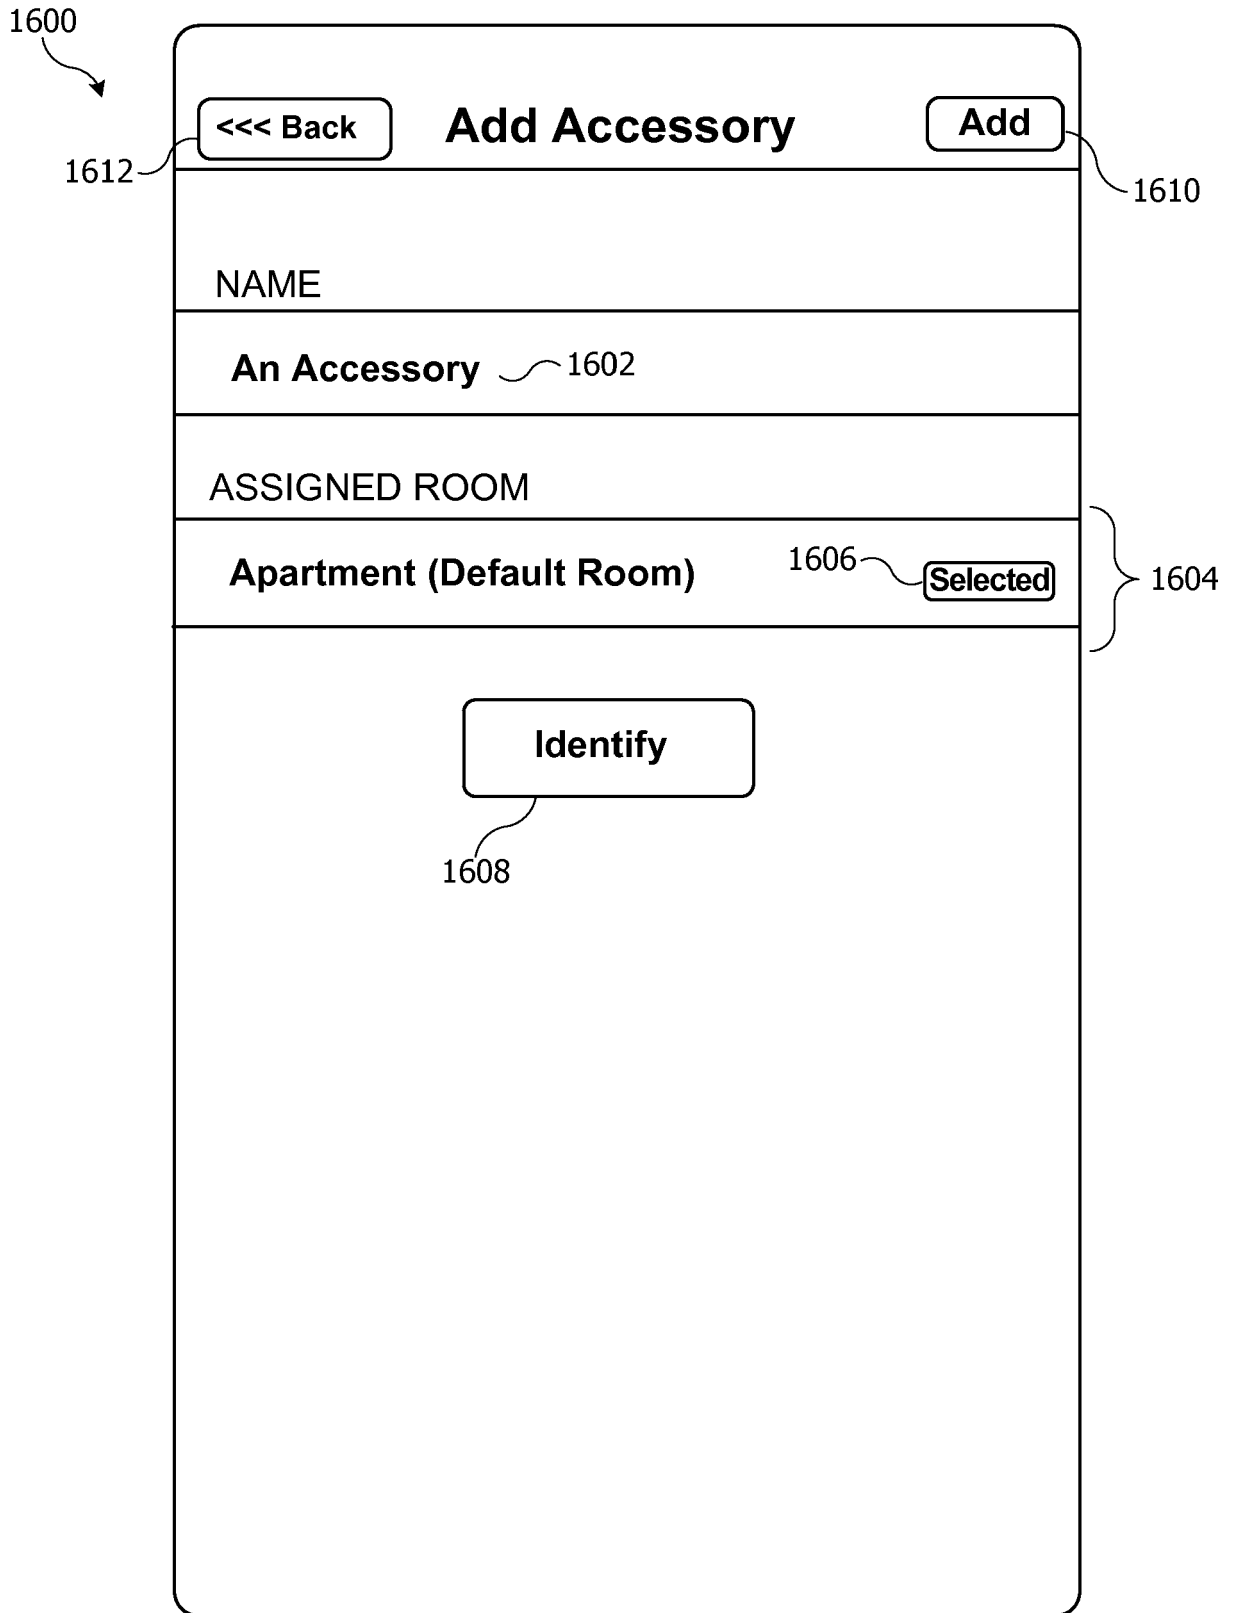 1600
<<< Back
Add Accessory
Add
1612
1610
NAME
An Accessory
1602
ASSIGNED ROOM
Apartment (Default Room)
1606
Selected
1604
Identify
1608